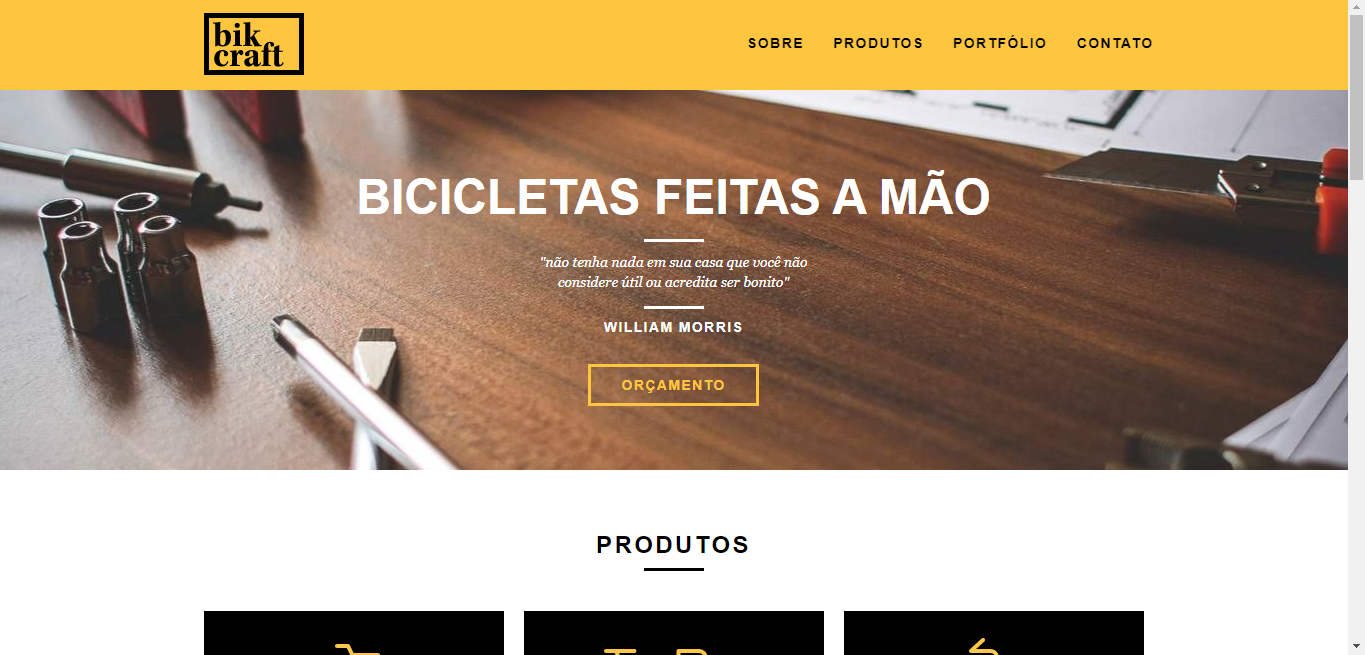 bik
craft
SOBRE PRODUTOS PORTFÓLIO CONTATO
BICICLETAS FEITAS A MÃO
"não tenha nada em sua casa que você não
considere útil ou acredita ser bonito"
WILLIAM MORRIS
ORÇAMENTO
PRODUTOS